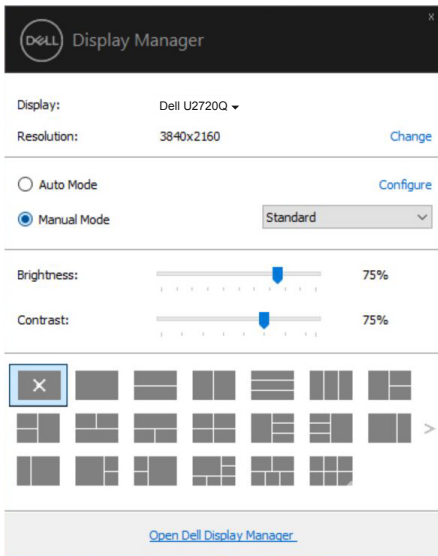 x
DELL Display Manager
Display: Dell U2720Q
Resolution: 3840x2160 Change
Auto Mode Configure
Manual Mode Standard
Brightness: 75%
Contrast: 75%
Open Dell Display Manager